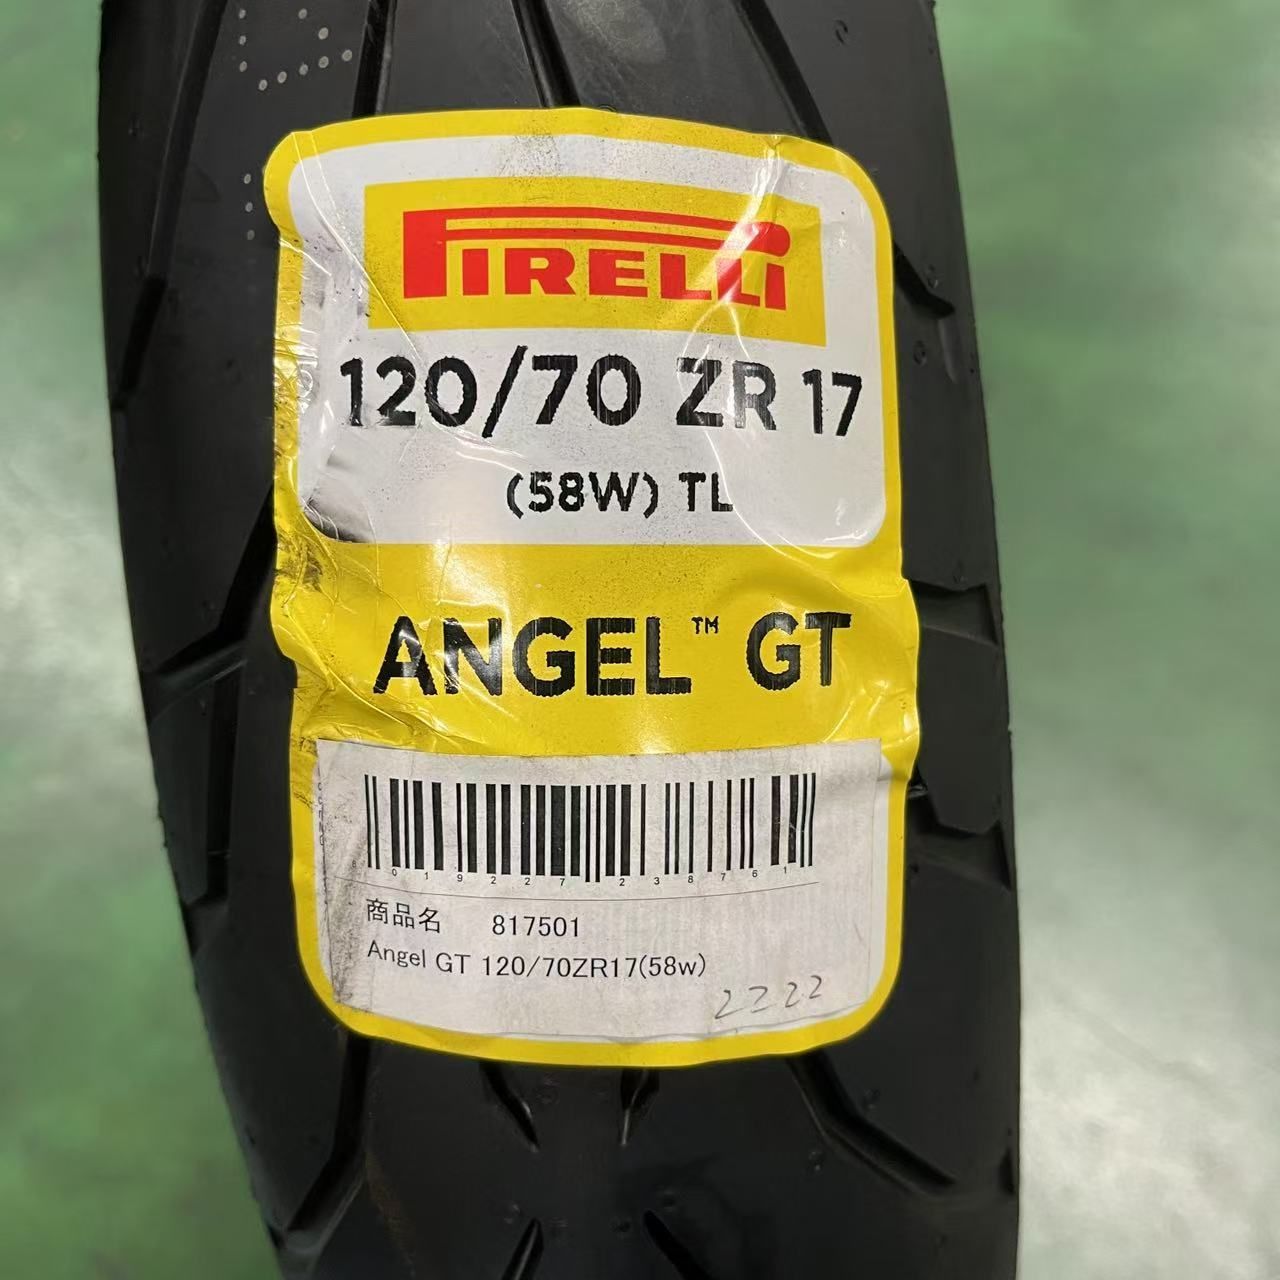 PIRELLI
120/70 ZR 17
(58W) TL
ANGEL™ GT
8019227238761
商品名 817501
Angel GT 120/70ZR17(58w)
2222